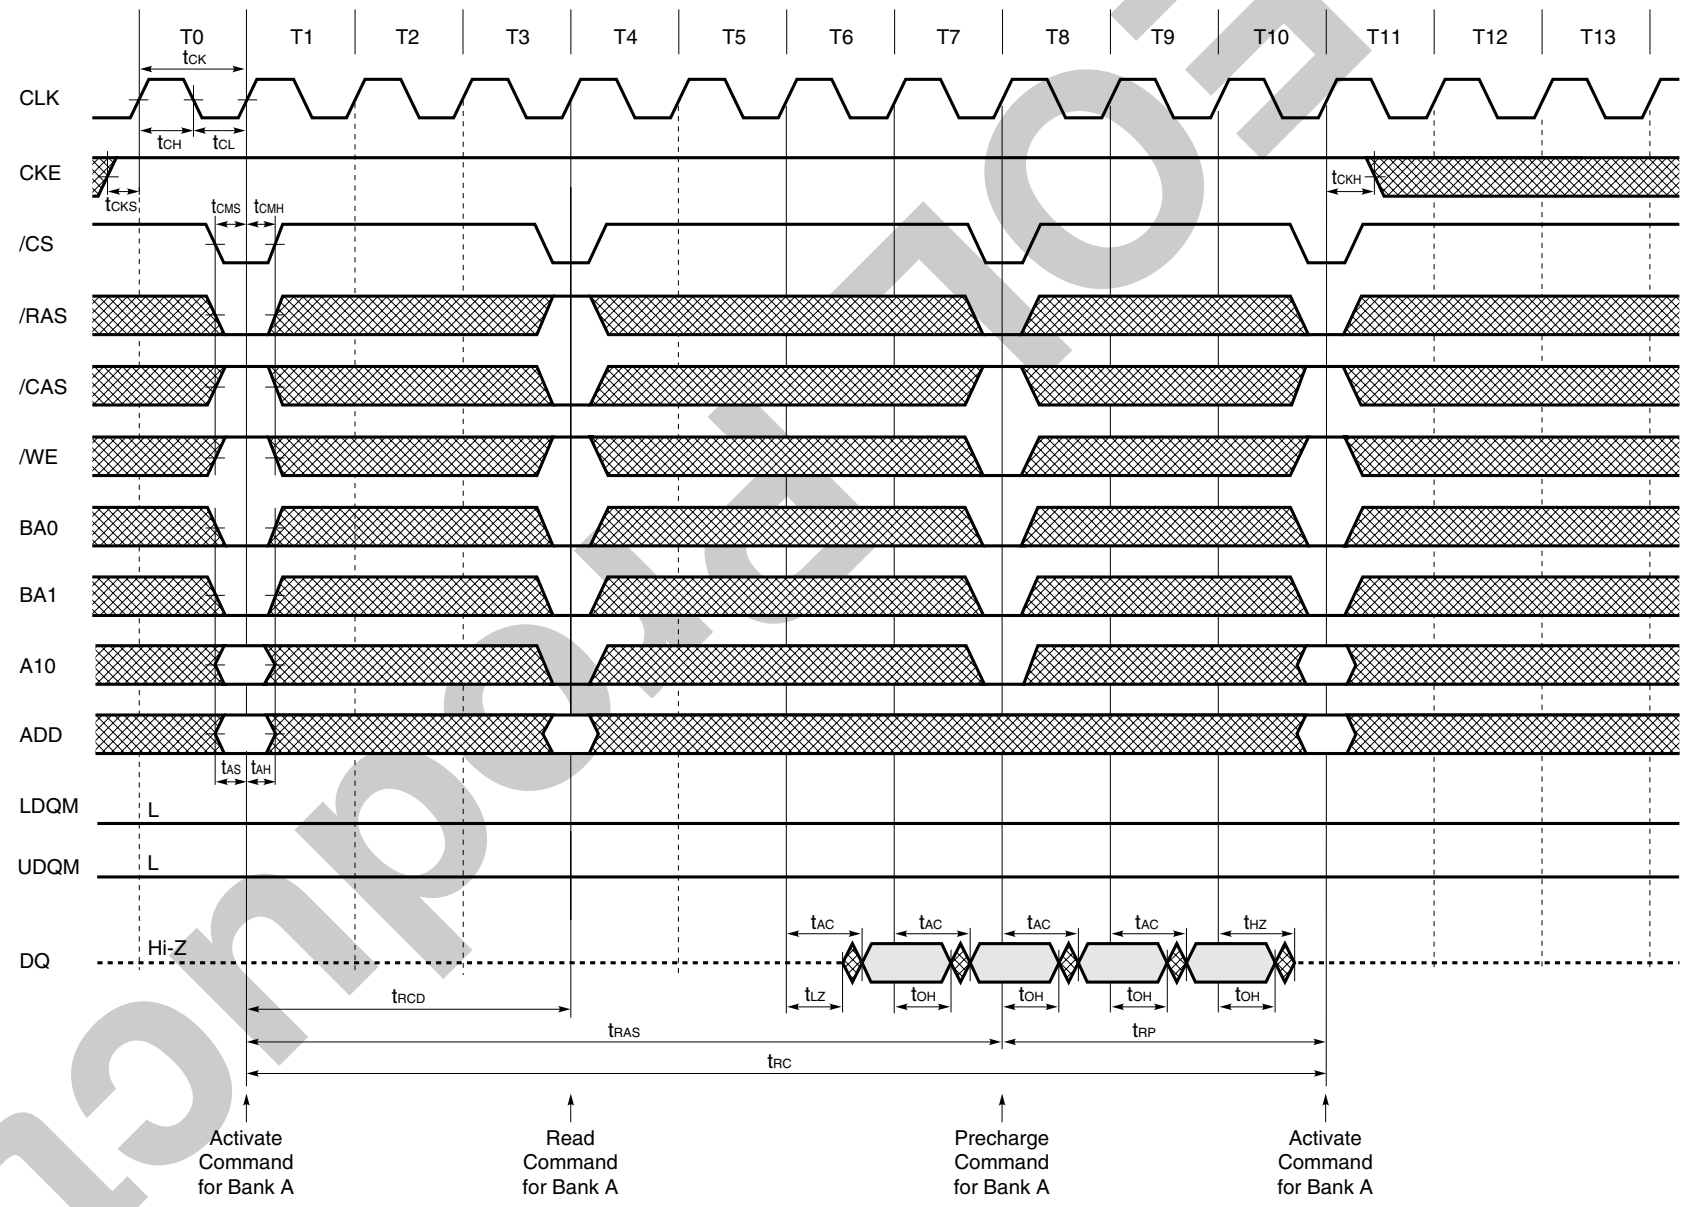 T0 T1 T2 T3 T4 T5 T6 T7 T8 T9 T10 T11 T12 T13
tCK
CLK
tCH tCL
CKE
tCKS
tCKH
tCMS tCMH
/CS
/RAS
/CAS
/WE
BA0
BA1
A10
ADD
tAS tAH
LDQM L
UDQM L
tAC tAC tAC tAC tHZ
DQ Hi-Z
tLZ tOH tOH tOH tOH
tRCD
tRAS tRP
tRC
Activate
Command
for Bank A
Read
Command
for Bank A
Precharge
Command
for Bank A
Activate
Command
for Bank A
EOL Product